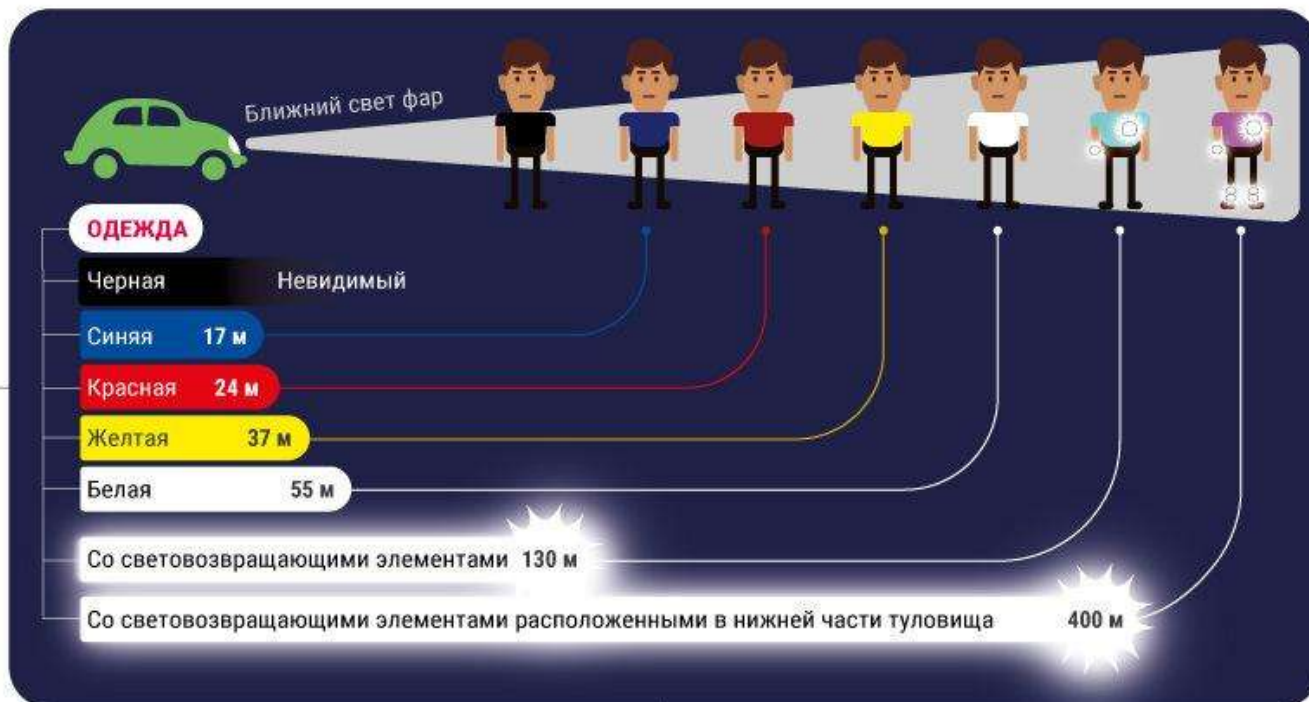 Ближний свет фар
ОДЕЖДА
Черная Невидимый
Синяя 17 м
Красная 24 м
Желтая 37 м
Белая 55 м
Со световозвращающими элементами 130 м
Со световозвращающими элементами расположенными в нижней части туловища 400 м